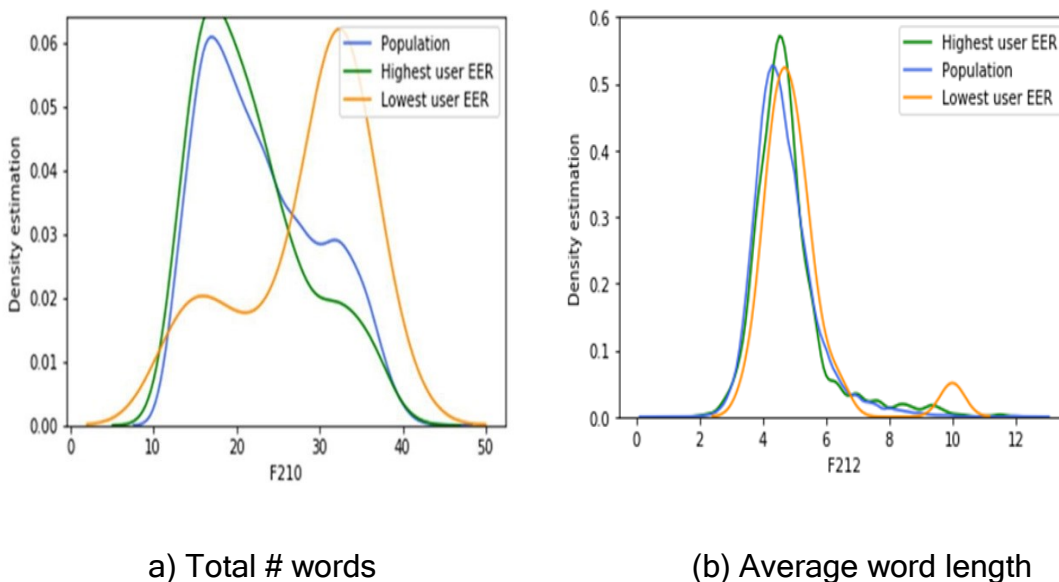 0.06
0.05
0.04
0.03
0.02
0.01
0.00
Density estimation
Population
Highest user EER
Lowest user EER
0 10 20 30 40 50
F210
0.6
0.5
0.4
0.3
0.2
0.1
0.0
Density estimation
Highest user EER
Population
Lowest user EER
0 2 4 6 8 10 12
F212
a) Total # words
(b) Average word length